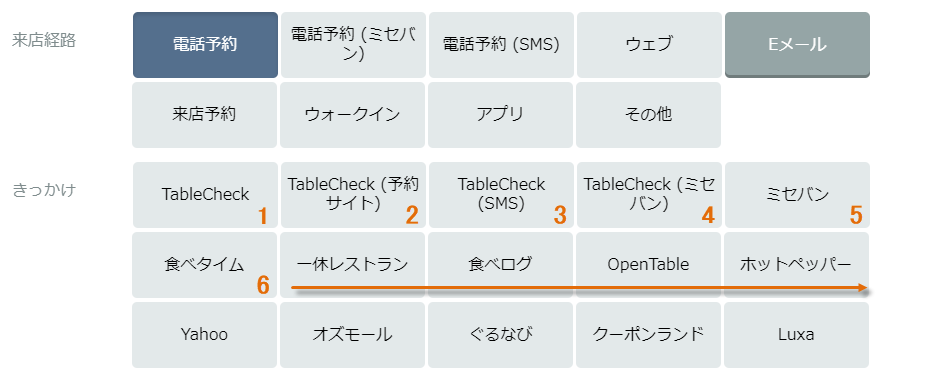 来店経路
電話予約
電話予約 (ミセバ
ン)
電話予約 (SMS)
ウェブ
Eメール
来店予約
ウォークイン
アプリ
その他
きっかけ
TableCheck
1
TableCheck (予約
サイト)
2
TableCheck
(SMS)
3
TableCheck (ミセ
バン)
4
ミセバン
5
食べタイム
6
一休レストラン
食べログ
OpenTable
ホットペッパー
Yahoo
オズモール
ぐるなび
クーポンランド
Luxa